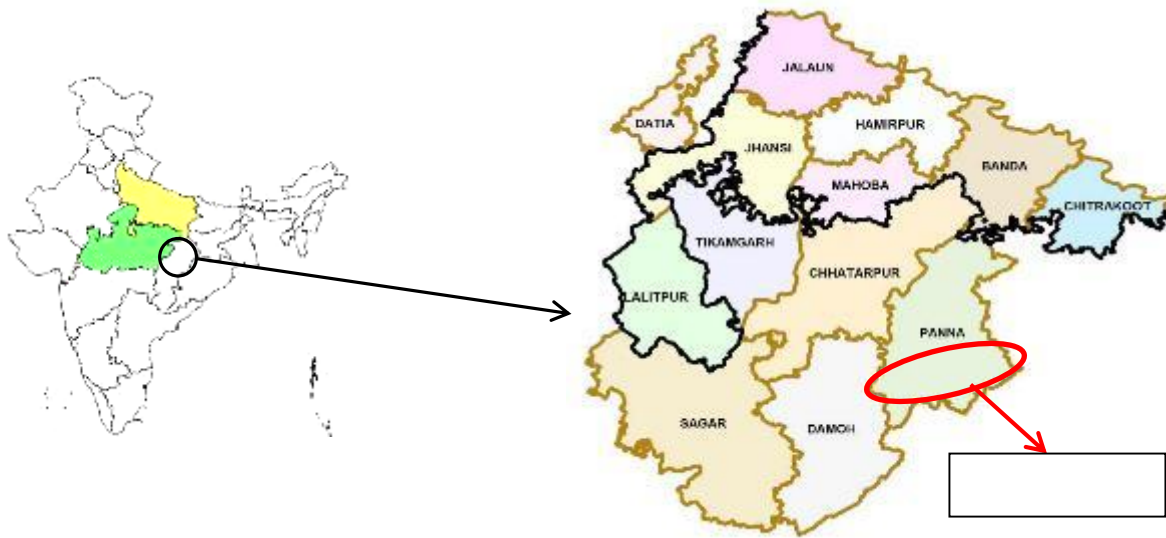 JALAUN
DATIA
HAMIRPUR
JHANSI
BANDA
MAHOBA
CHITRAKOOT
TIKAMGARH
CHHATARPUR
LALITPUR
PANNA
SAGAR
DAMOH